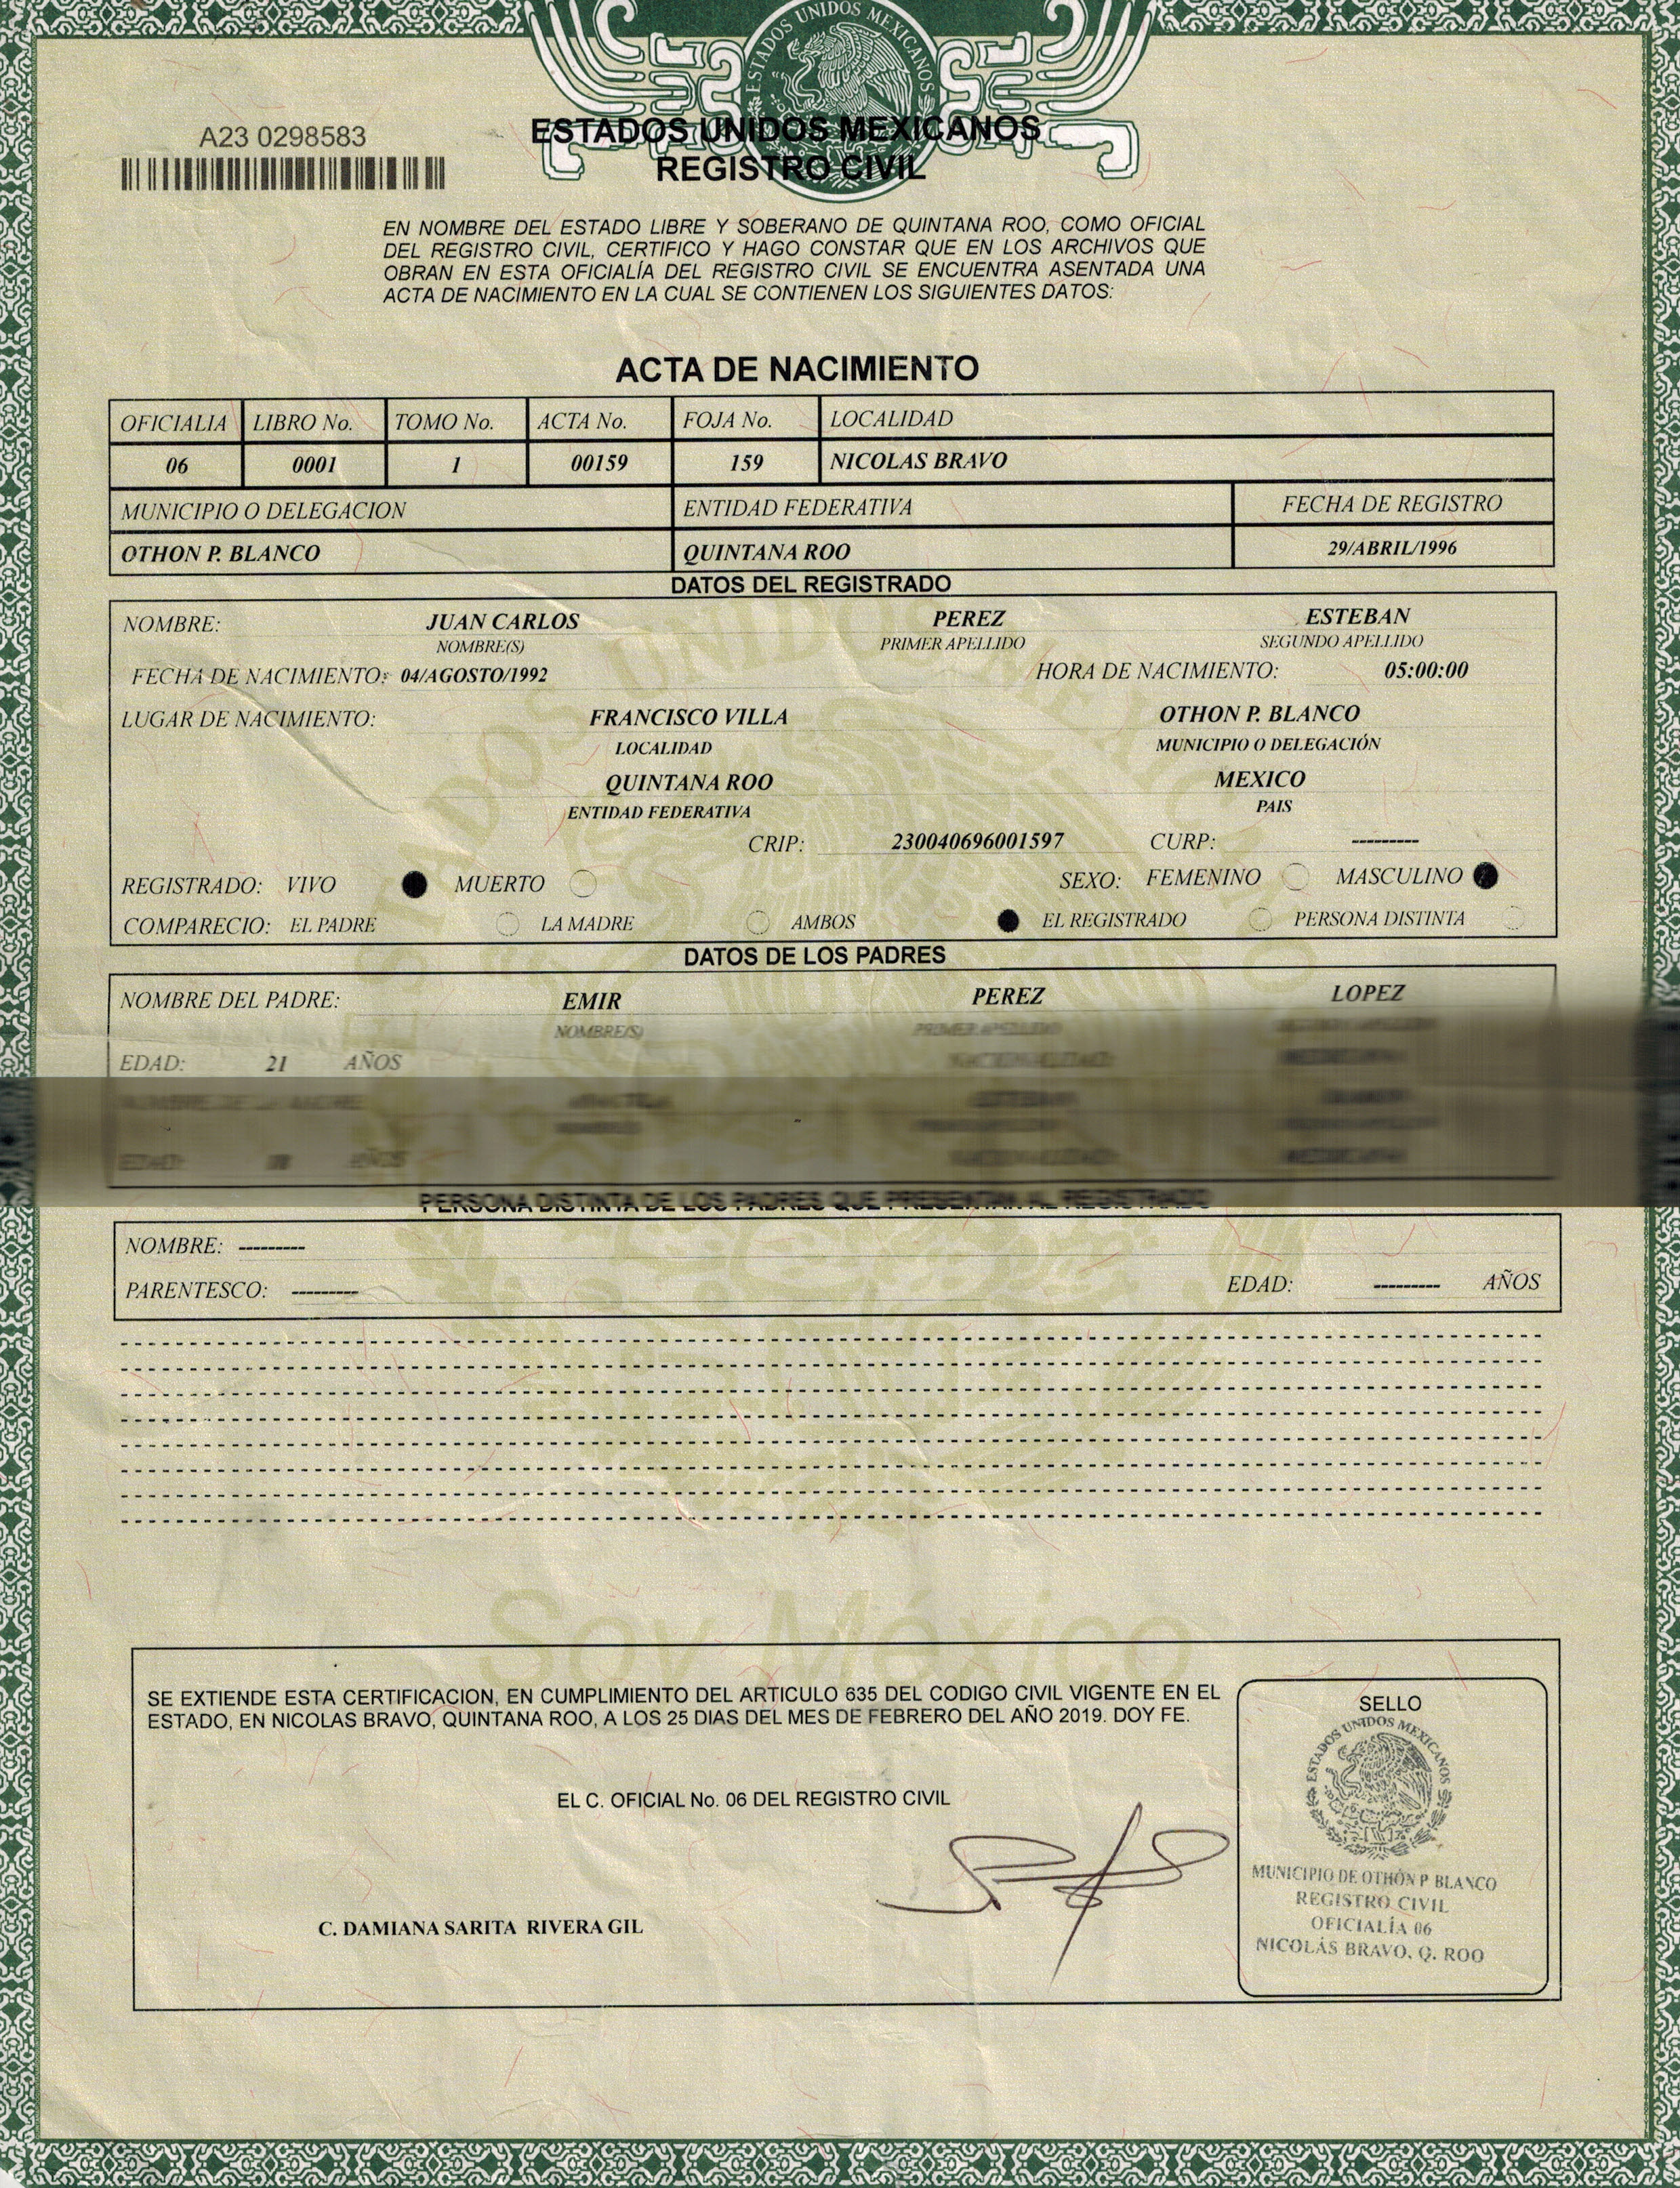 ESTADOS UNIDOS MEXICANOS
A23 0298583
ESTADOS UNIDOS MEXICANOS
REGISTRO CIVIL
EN NOMBRE DEL ESTADO LIBRE Y SOBERANO DE QUINTANA ROO, COMO OFICIAL
DEL REGISTRO CIVIL, CERTIFICO Y HAGO CONSTAR QUE EN LOS ARCHIVOS QUE
OBRAN EN ESTA OFICIALÍA DEL REGISTRO CIVIL SE ENCUENTRA ASENTADA UNA
ACTA DE NACIMIENTO EN LA CUAL SE CONTIENEN LOS SIGUIENTES DATOS:
ACTA DE NACIMIENTO
OFICIALIA LIBRO No. TOMO No. ACTA No. FOJA No. LOCALIDAD
06 0001 1 00159 159 NICOLAS BRAVO
MUNICIPIO O DELEGACION ENTIDAD FEDERATIVA FECHA DE REGISTRO
OTHON P. BLANCO QUINTANA ROO 29/ABRIL/1996
DATOS DEL REGISTRADO
NOMBRE: JUAN CARLOS PEREZ ESTEBAN
NOMBRE(S) PRIMER APELLIDO SEGUNDO APELLIDO
FECHA DE NACIMIENTO: 04/AGOSTO/1992 HORA DE NACIMIENTO: 05:00:00
LUGAR DE NACIMIENTO: FRANCISCO VILLA OTHON P. BLANCO
LOCALIDAD MUNICIPIO O DELEGACIÓN
QUINTANA ROO MEXICO
ENTIDAD FEDERATIVA PAIS
CRIP: 230040696001597 CURP: ---------
REGISTRADO: VIVO MUERTO SEXO: FEMENINO MASCULINO
COMPARECIO: EL PADRE LA MADRE AMBOS EL REGISTRADO PERSONA DISTINTA
DATOS DE LOS PADRES
NOMBRE DEL PADRE: EMIR PEREZ LOPEZ
NOMBRE(S) PRIMER APELLIDO
EDAD: 21 AÑOS
EDAD: AÑOS
PERSONA DISTINTA DE LOS PADRES QUE PRESENTAN AL REGISTRADO
NOMBRE: ---------
PARENTESCO: --------- EDAD: --------- AÑOS
Soy México
SE EXTIENDE ESTA CERTIFICACION, EN CUMPLIMIENTO DEL ARTICULO 635 DEL CODIGO CIVIL VIGENTE EN EL
ESTADO, EN NICOLAS BRAVO, QUINTANA ROO, A LOS 25 DIAS DEL MES DE FEBRERO DEL AÑO 2019. DOY FE.
EL C. OFICIAL No. 06 DEL REGISTRO CIVIL
C. DAMIANA SARITA RIVERA GIL
SELLO
ESTADOS UNIDOS MEXICANOS
MUNICIPIO DE OTHÓN P BLANCO
REGISTRO CIVIL
OFICIALÍA 06
NICOLÁS BRAVO, Q. ROO